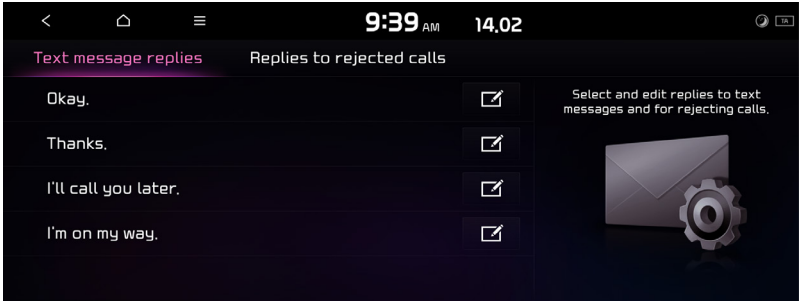 9:39 AM 14.02 TA
Text message replies Replies to rejected calls
Okay.
Thanks.
I'll call you later.
I'm on my way.
Select and edit replies to text
messages and for rejecting calls.